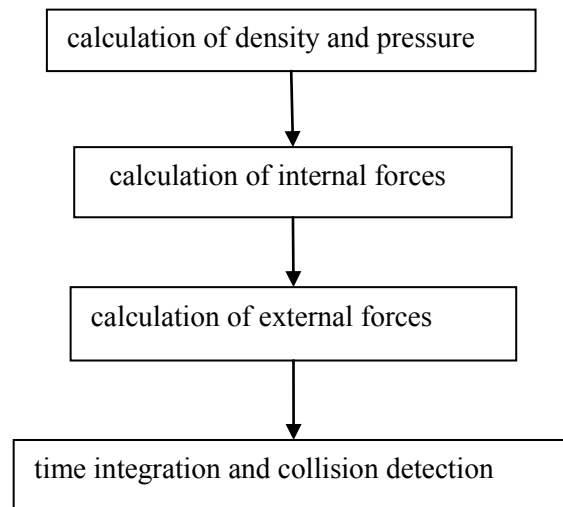 calculation of density and pressure
calculation of internal forces
calculation of external forces
time integration and collision detection